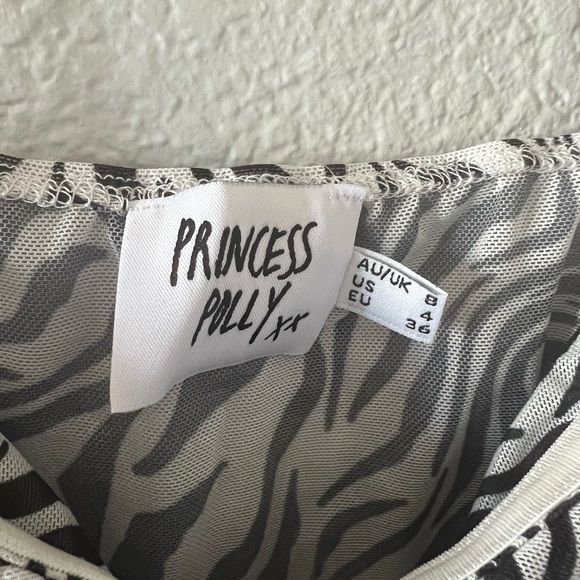 PRINCESS
POLLY xx
AU/UK 8
US 4
EU 36